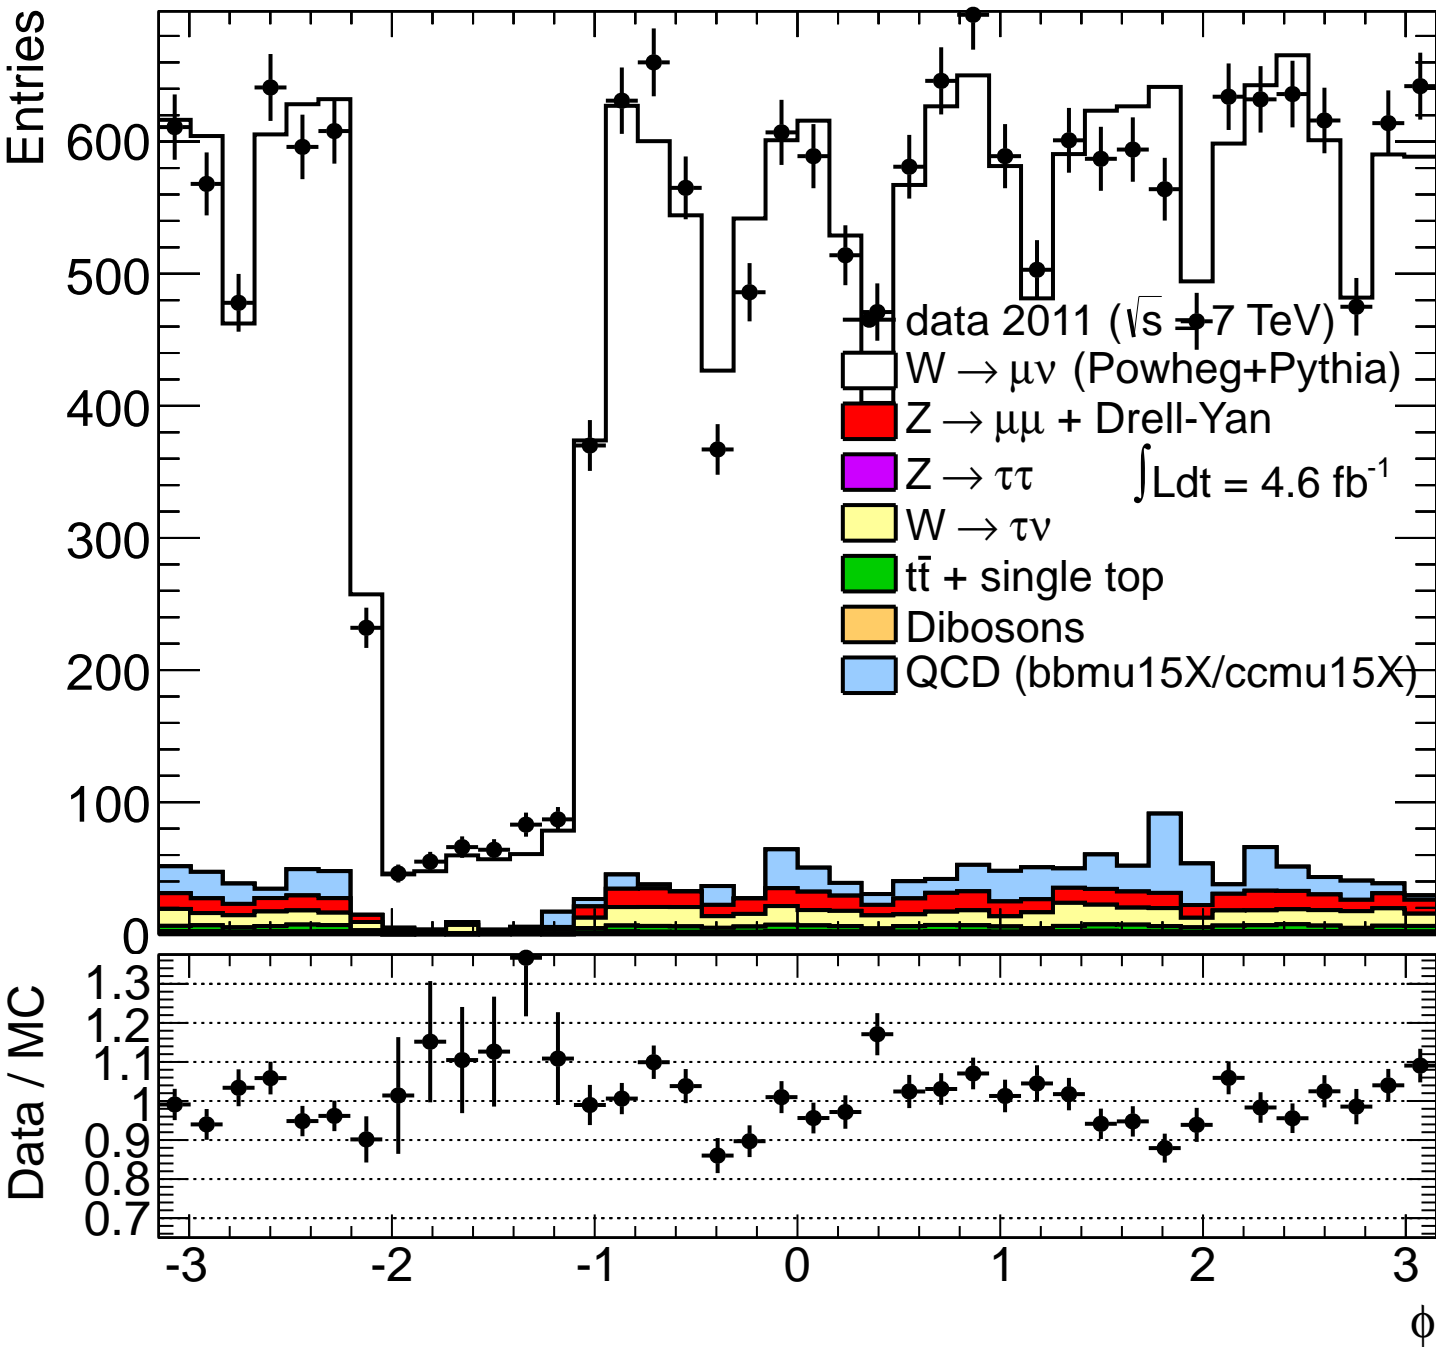 Entries
600
500
400
300
200
100
0
data 2011 (√s = 7 TeV)
W → μν (Powheg+Pythia)
Z → μμ + Drell-Yan
Z → ττ
∫Ldt = 4.6 fb⁻¹
W → τν
tt̄ + single top
Dibosons
QCD (bbmu15X/ccmu15X)
Data / MC
1.3
1.2
1.1
1
0.9
0.8
0.7
-3 -2 -1 0 1 2 3
ϕ